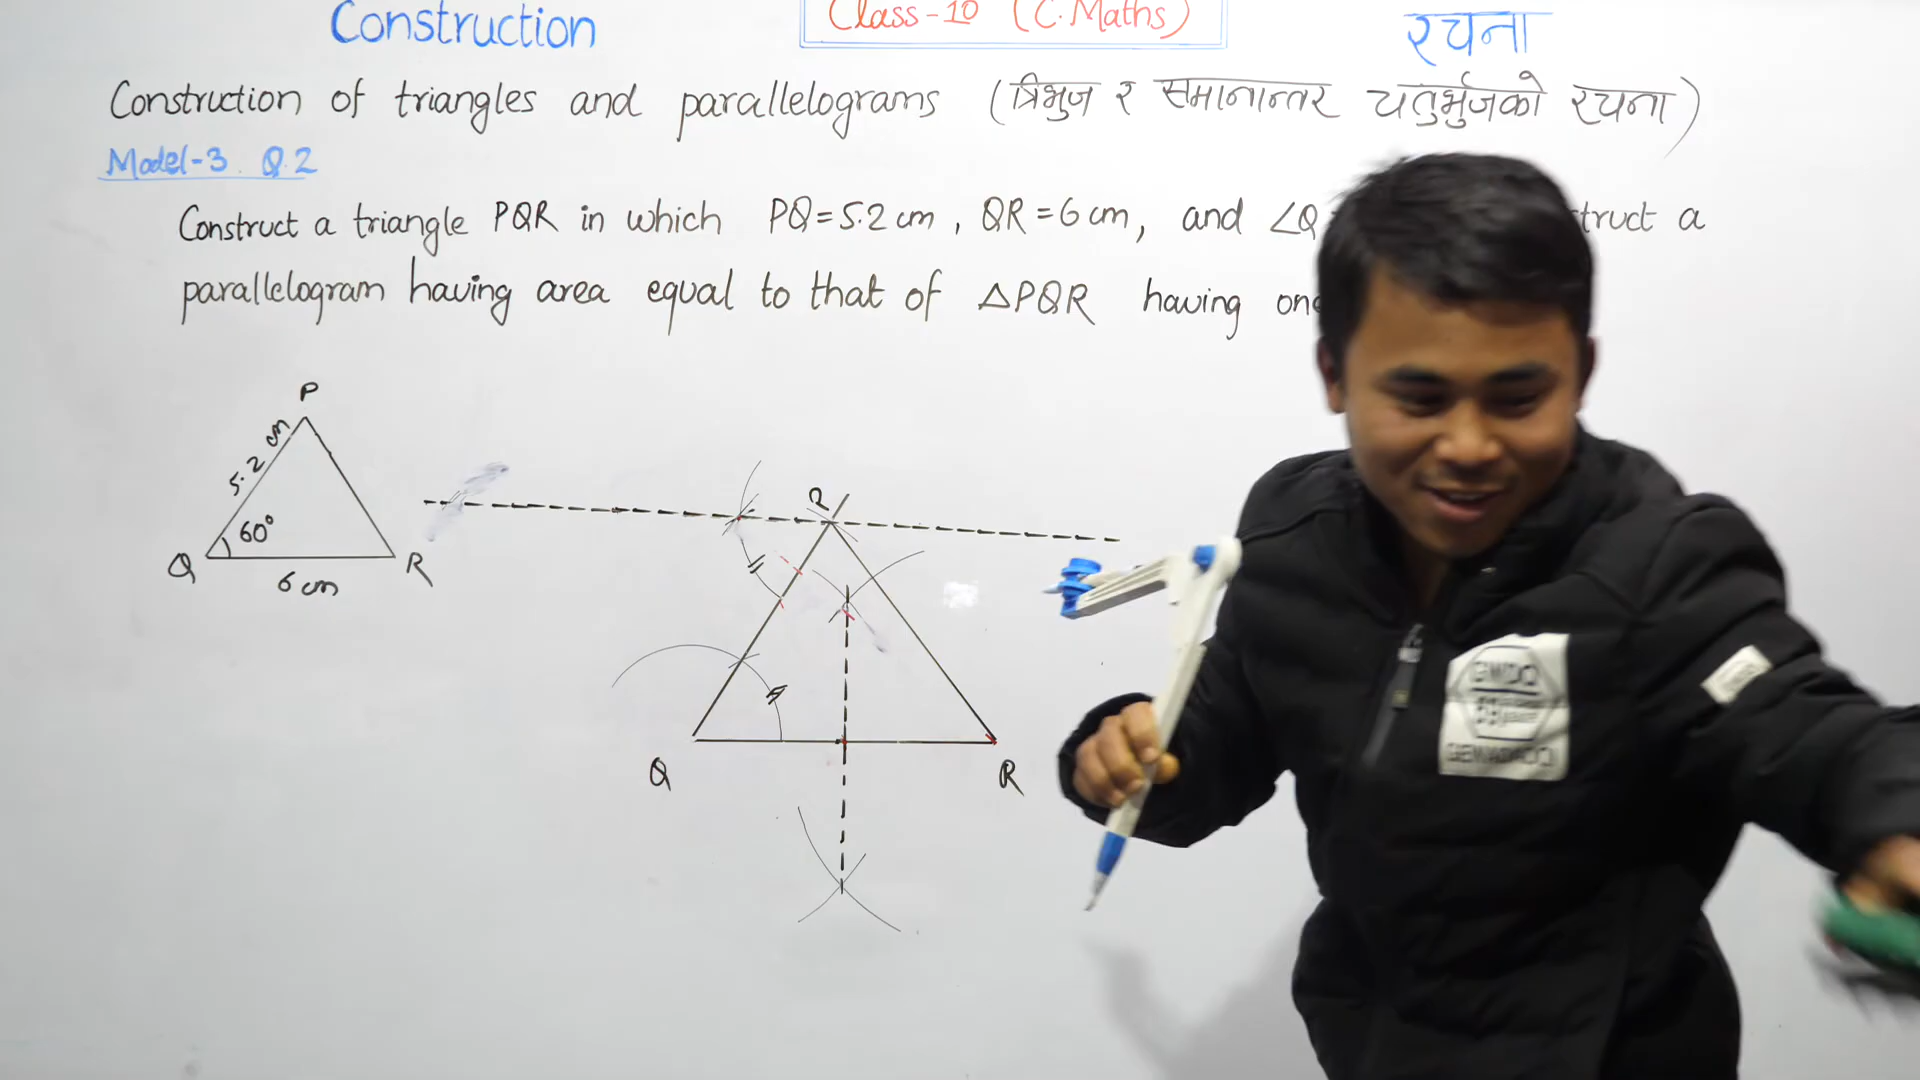 Construction
Class-10 (C.Maths)
रचना
Construction of triangles and parallelograms (त्रिभुज र समानान्तर चतुर्भुजको रचना)
Model-3. Q.2
Construct a triangle PQR in which PQ=5.2 cm, QR=6 cm, and ∠Q truct a
parallelogram having area equal to that of △PQR having one
P
5.2 cm
60°
Q
R
6 cm
Q
R
GWDO